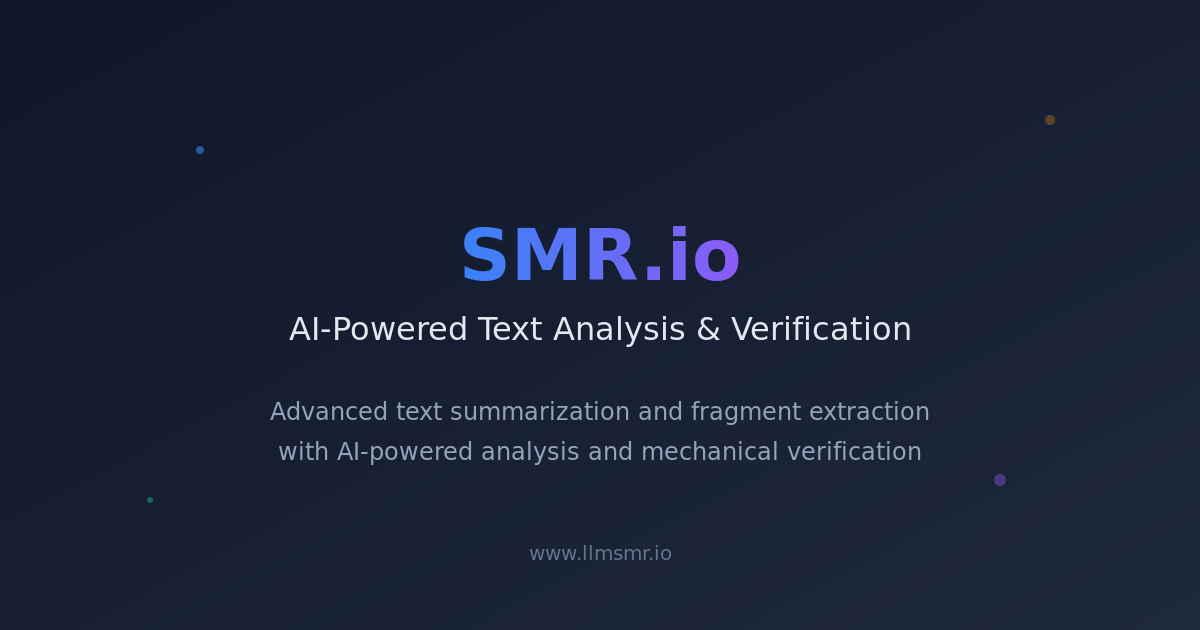 SMR.io
AI-Powered Text Analysis & Verification
Advanced text summarization and fragment extraction
with AI-powered analysis and mechanical verification
www.llmsmr.io